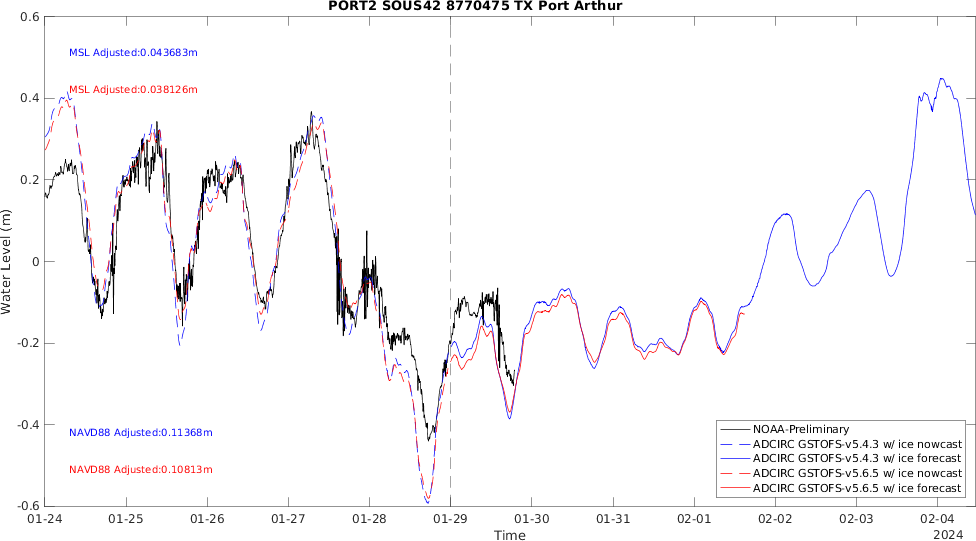 PORT2 SOUS42 8770475 TX Port Arthur
0.6
MSL Adjusted:0.043683m
MSL Adjusted:0.038126m
0.4
0.2
0
-0.2
-0.4
-0.6
Water Level (m)
NAVD88 Adjusted:0.11368m
NAVD88 Adjusted:0.10813m
NOAA-Preliminary
ADCIRC GSTOFS-v5.4.3 w/ ice nowcast
ADCIRC GSTOFS-v5.4.3 w/ ice forecast
ADCIRC GSTOFS-v5.6.5 w/ ice nowcast
ADCIRC GSTOFS-v5.6.5 w/ ice forecast
01-24 01-25 01-26 01-27 01-28 01-29 01-30 01-31 02-01 02-02 02-03 02-04
Time
2024